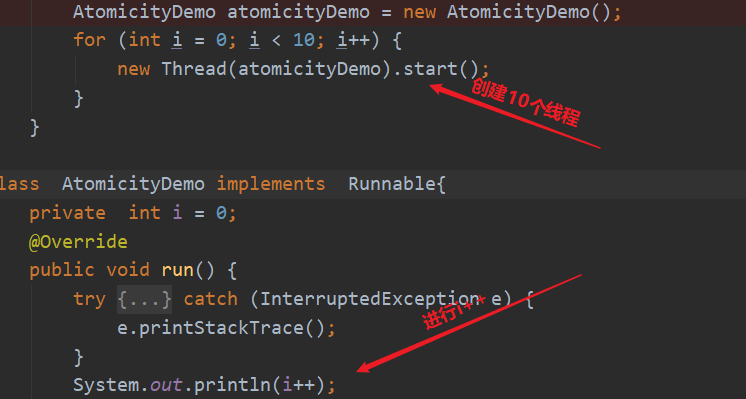 AtomicityDemo atomicityDemo = new AtomicityDemo();
for (int i = 0; i < 10; i++) {
new Thread(atomicityDemo).start();
创建10个线程
}
}
lass AtomicityDemo implements Runnable{
private int i = 0;
@Override
public void run() {
try {...} catch (InterruptedException e) {
进行i++
e.printStackTrace();
}
System.out.println(i++);